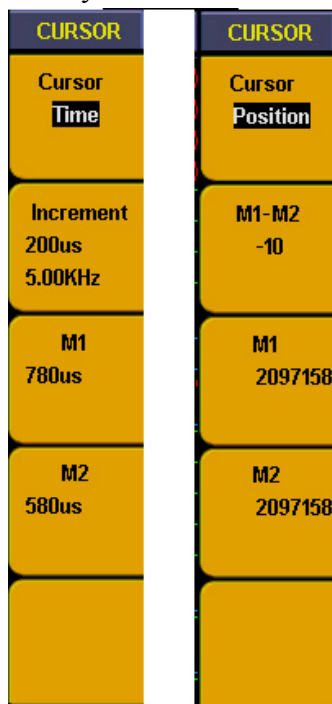 CURSOR
Cursor
Time
Increment
200us
5.00KHz
M1
780us
M2
580us
CURSOR
Cursor
Position
M1-M2
-10
M1
2097158
M2
2097158